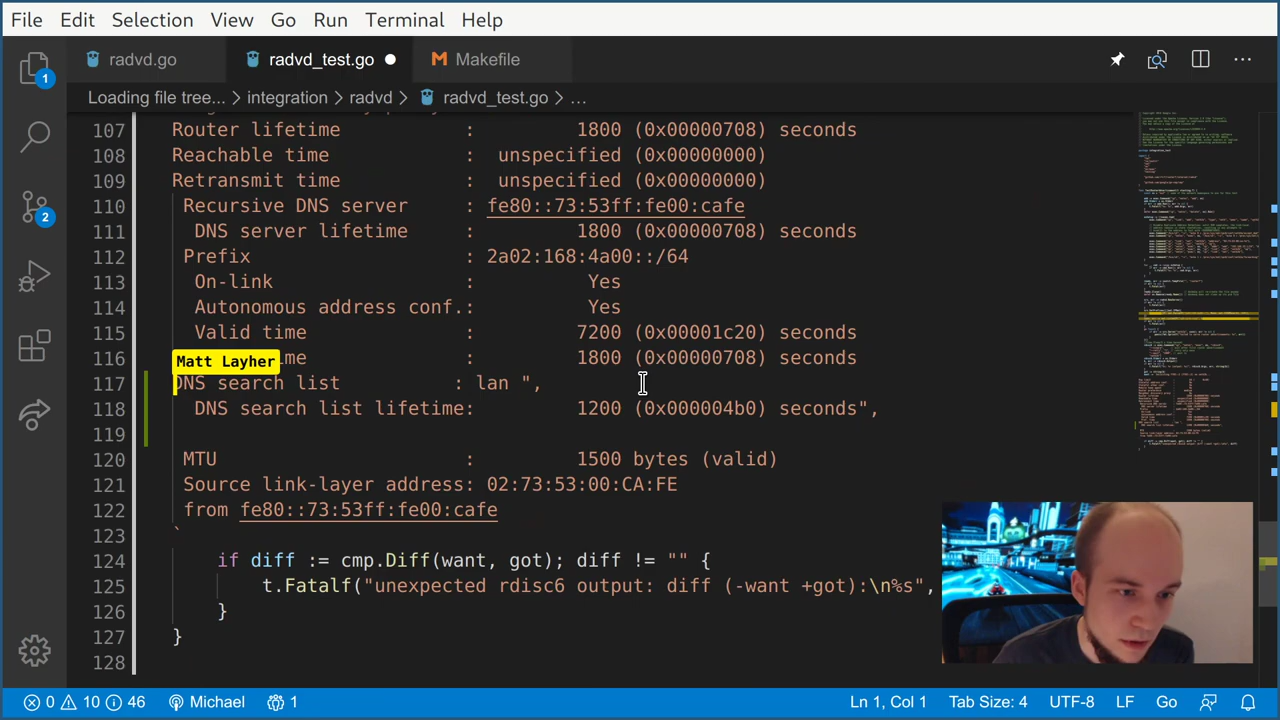 File Edit Selection View Go Run Terminal Help
radvd.go radvd_test.go Makefile
Loading file tree... > integration > radvd > radvd_test.go > ...
107 Router lifetime : 1800 (0x00000708) seconds
108 Reachable time : unspecified (0x00000000)
109 Retransmit time : unspecified (0x00000000)
110 Recursive DNS server : fe80::73:53ff:fe00:cafe
111 DNS server lifetime : 1800 (0x00000708) seconds
112 Prefix : 2a02:168:4a00::/64
113 On-link : Yes
114 Autonomous address conf.: Yes
115 Valid time : 7200 (0x00001c20) seconds
116 me : 1800 (0x00000708) seconds
Matt Layher
117 DNS search list : lan ",
118 DNS search list lifetime: 1200 (0x000004b0) seconds",
119
120 MTU : 1500 bytes (valid)
121 Source link-layer address: 02:73:53:00:CA:FE
122 from fe80::73:53ff:fe00:cafe
123 `
124 if diff := cmp.Diff(want, got); diff != "" {
125 t.Fatalf("unexpected rdisc6 output: diff (-want +got):\n%s",
126 }
127 }
128
1
2
0 10 46 Michael 1 Ln 1, Col 1 Tab Size: 4 UTF-8 LF Go